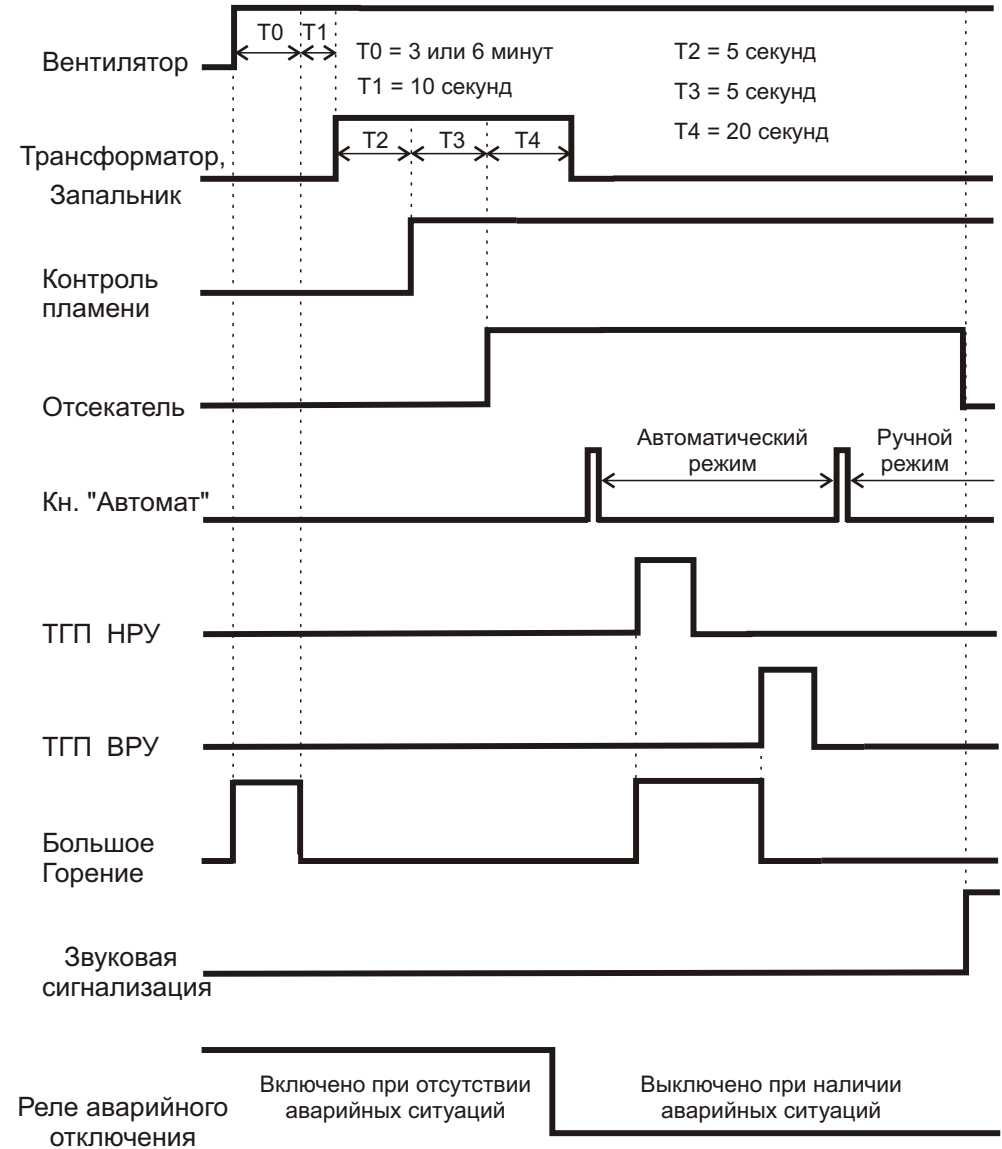 T0 T1
Вентилятор
T0 = 3 или 6 минут
T1 = 10 секунд
T2 = 5 секунд
T3 = 5 секунд
T4 = 20 секунд
T2 T3 T4
Трансформатор,
Запальник
Контроль
пламени
Отсекатель
Автоматический
режим
Ручной
режим
Кн. "Автомат"
ТГП НРУ
ТГП ВРУ
Большое
Горение
Звуковая
сигнализация
Реле аварийного
отключения
Включено при отсутствии
аварийных ситуаций
Выключено при наличии
аварийных ситуаций